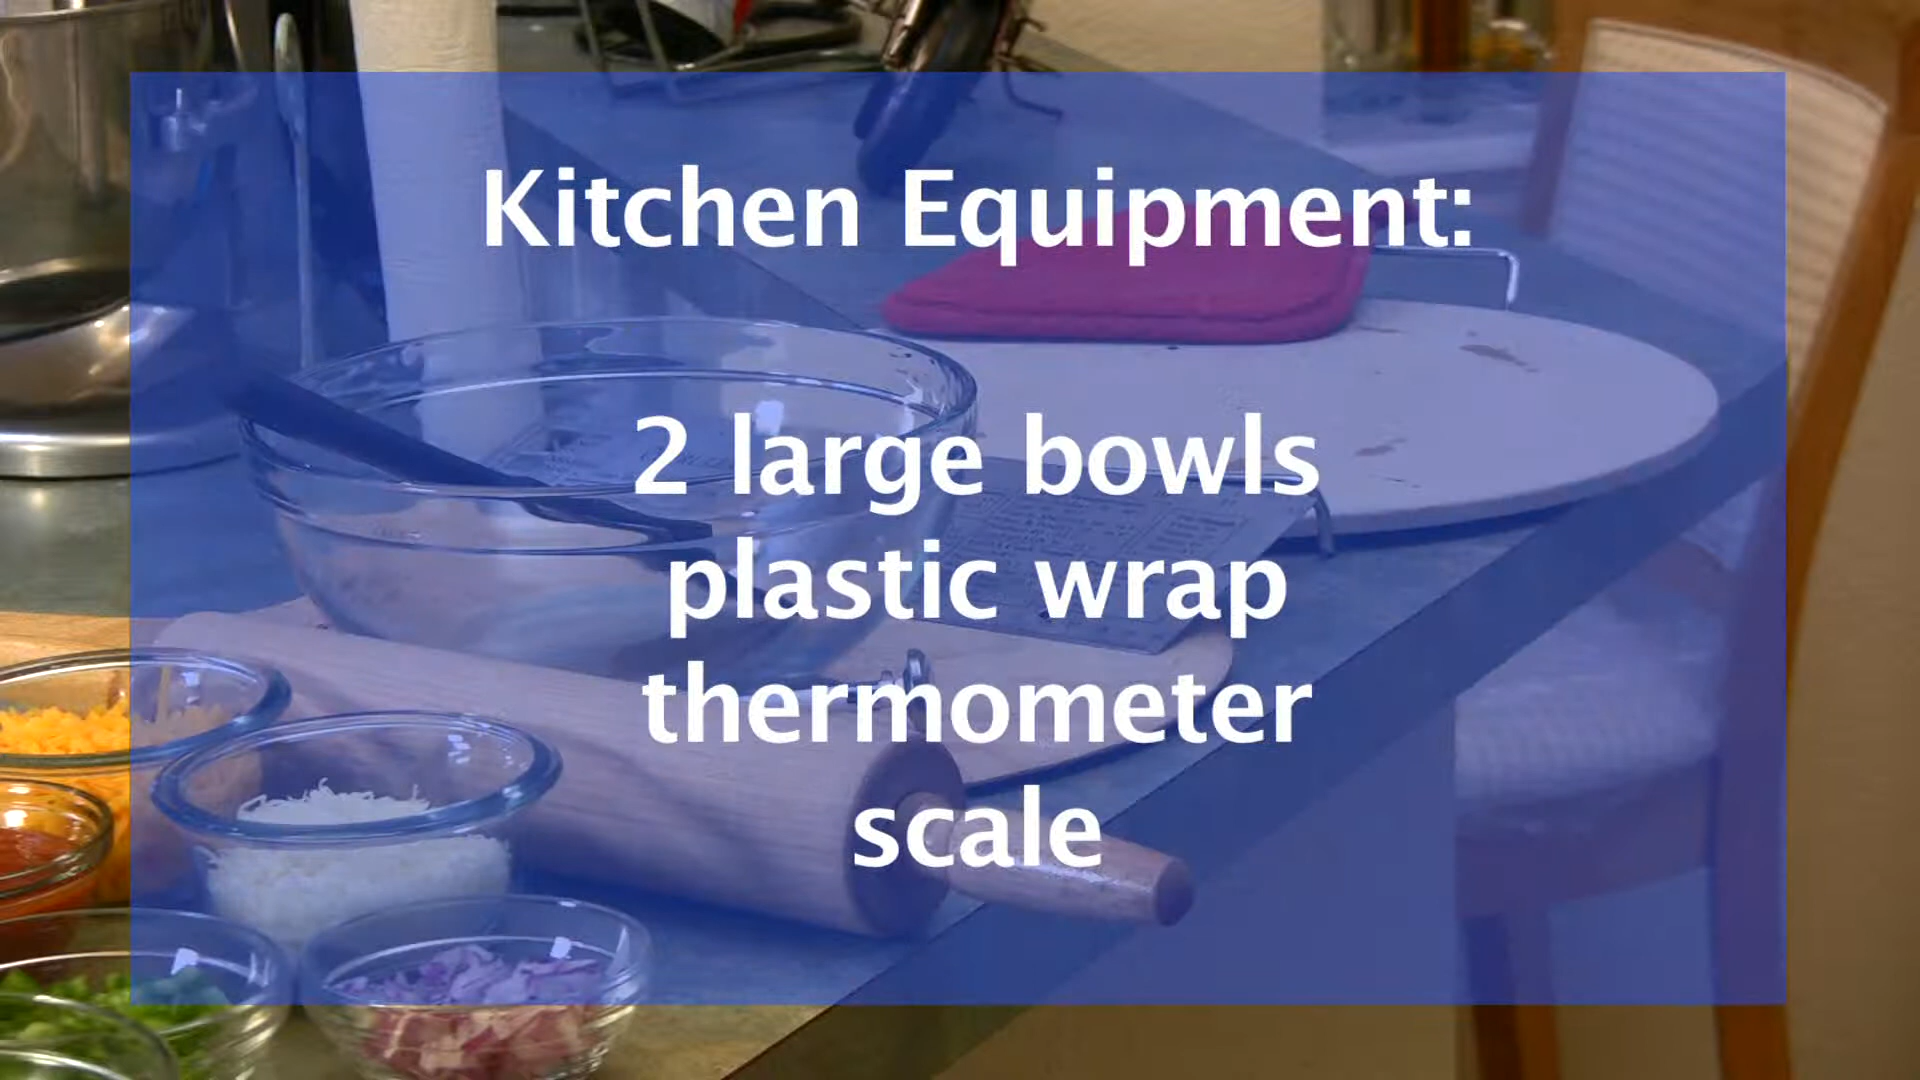 Kitchen Equipment:
2 large bowls
plastic wrap
thermometer
scale